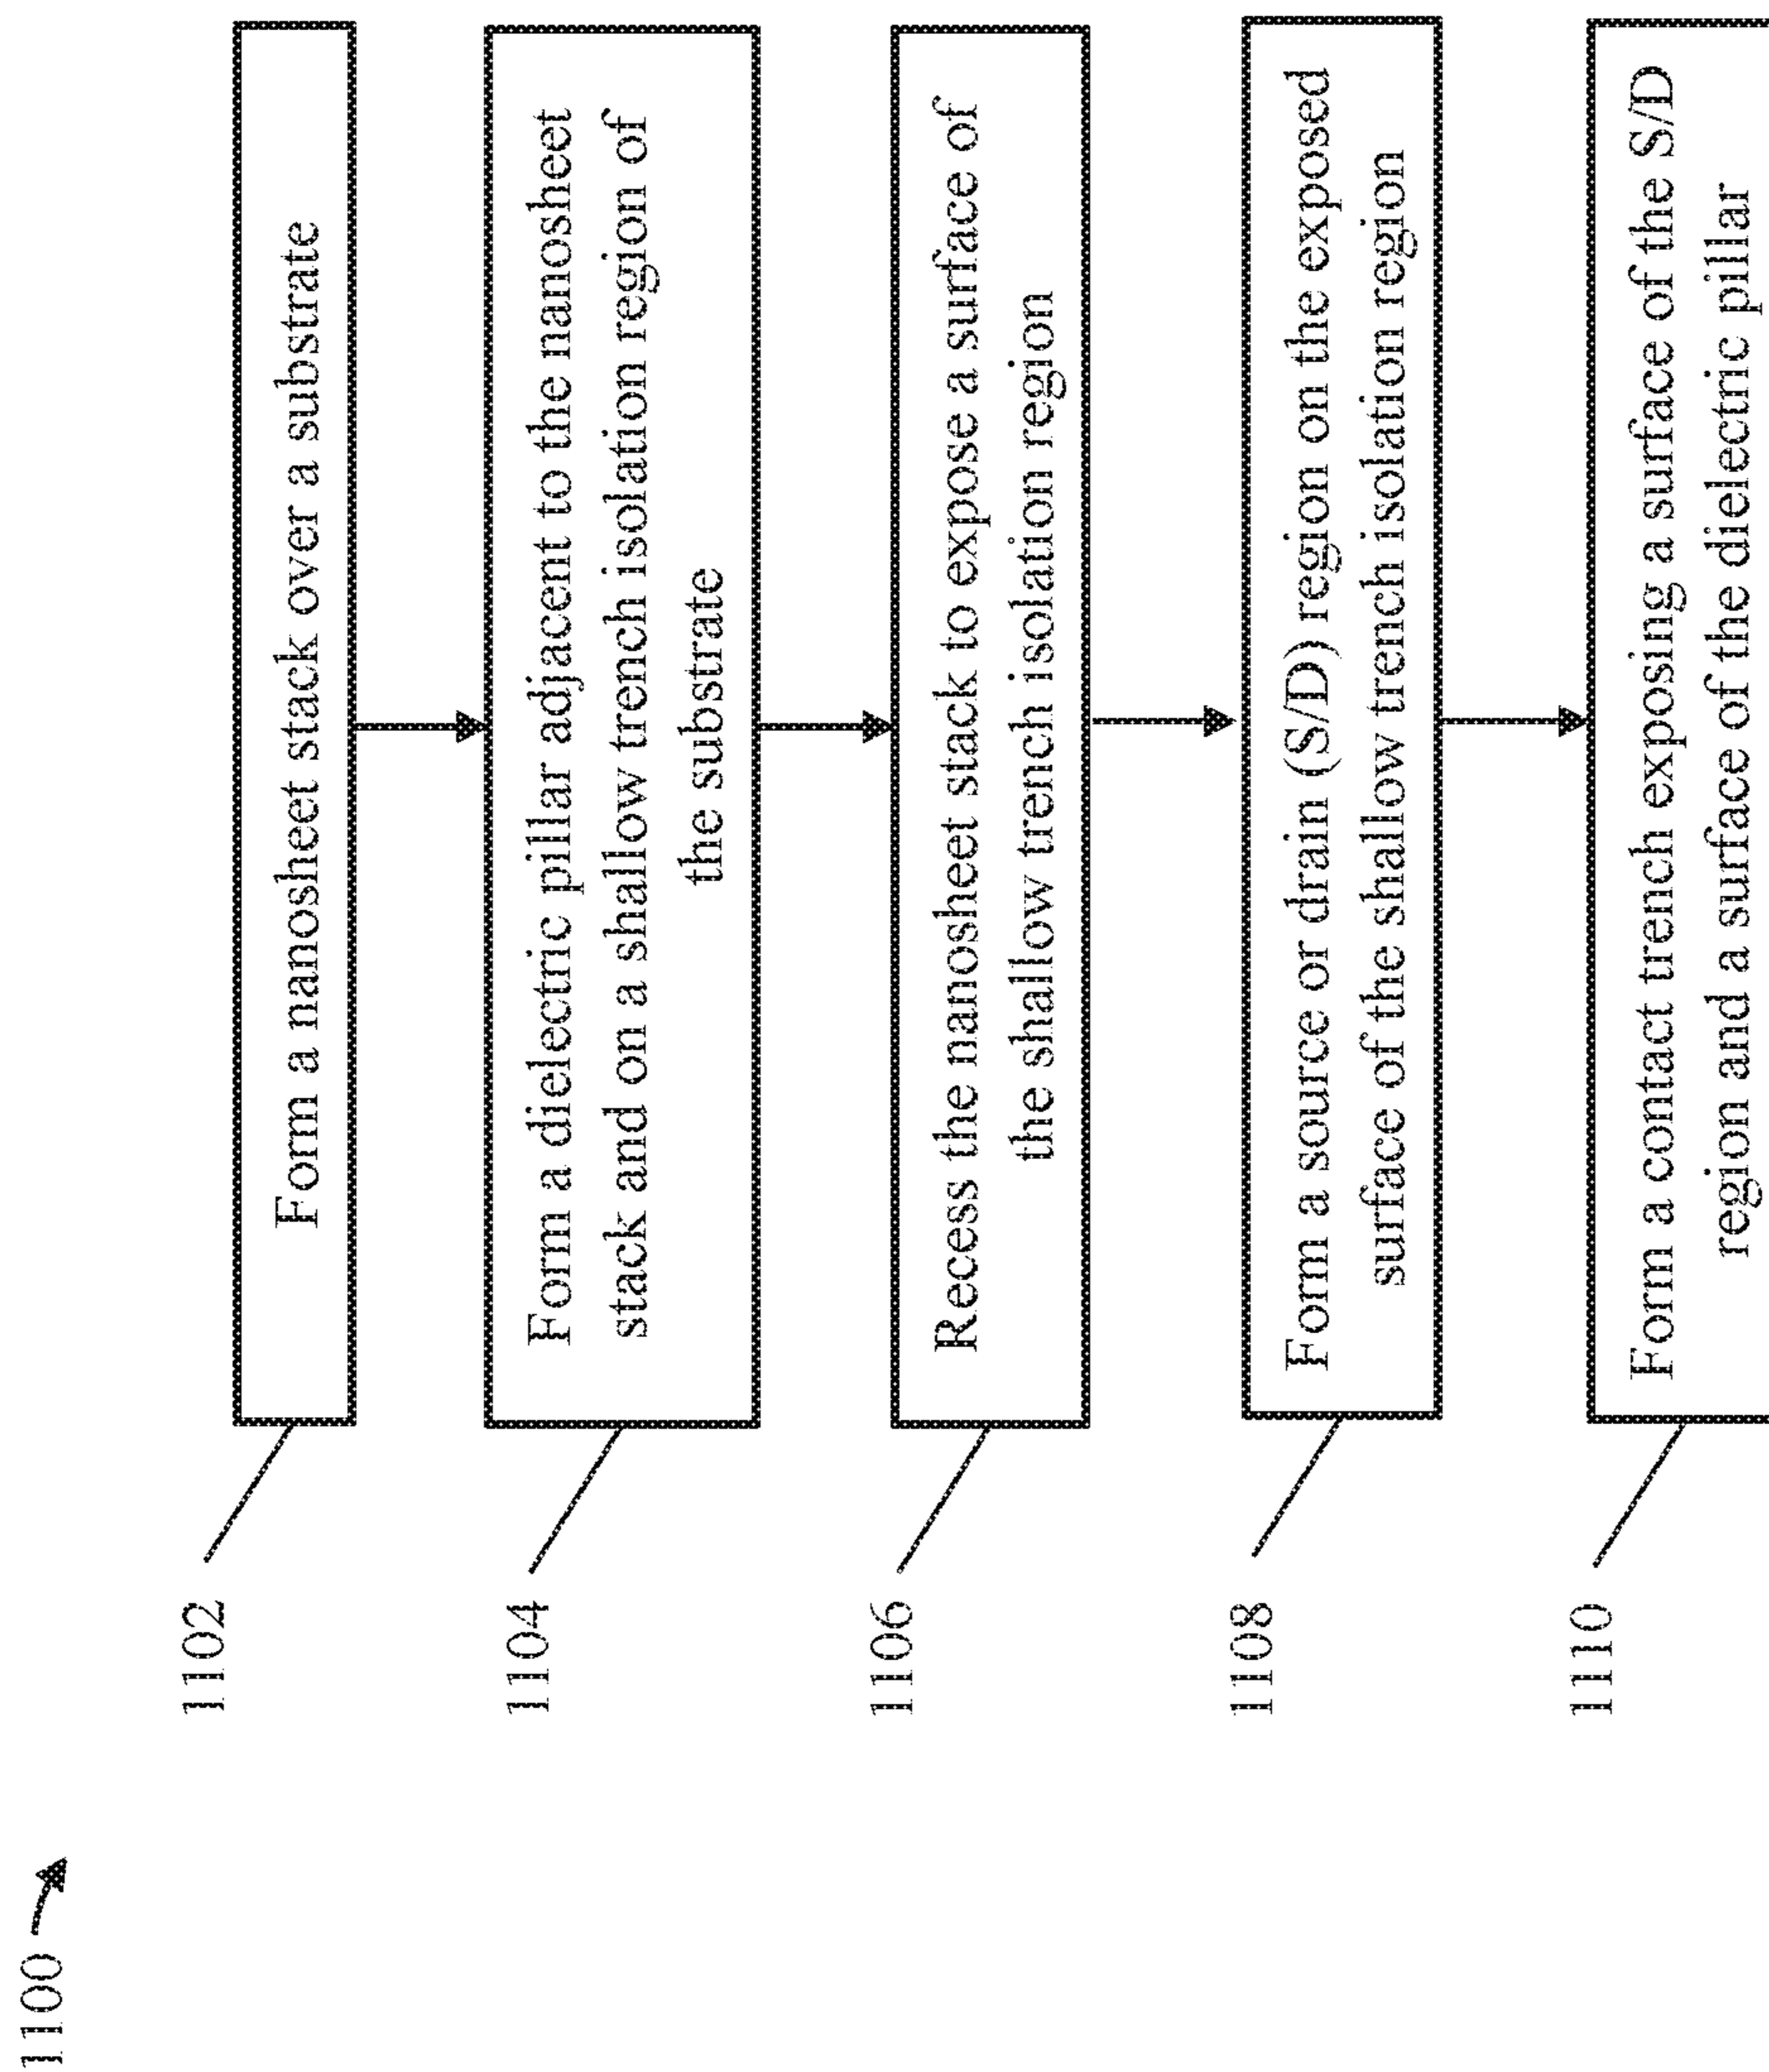 1100
1102
Form a nanosheet stack over a substrate
1104
Form a dielectric pillar adjacent to the nanosheet
stack and on a shallow trench isolation region of
the substrate
1106
Recess the nanosheet stack to expose a surface of
the shallow trench isolation region
1108
Form a source or drain (S/D) region on the exposed
surface of the shallow trench isolation region
1110
Form a contact trench exposing a surface of the S/D
region and a surface of the dielectric pillar